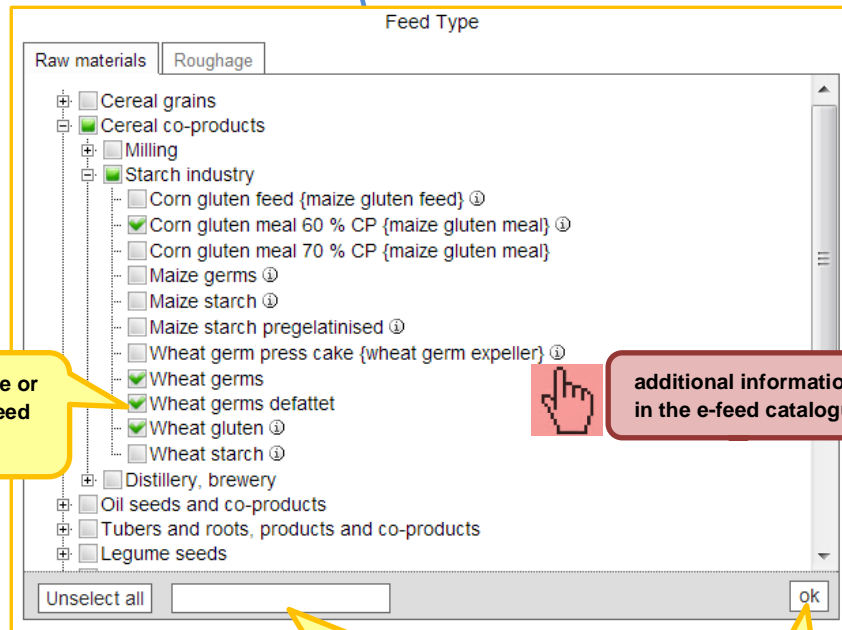 Feed Type
Raw materials Roughage
Cereal grains
Cereal co-products
Milling
Starch industry
Corn gluten feed {maize gluten feed} ⓘ
Corn gluten meal 60 % CP {maize gluten meal} ⓘ
Corn gluten meal 70 % CP {maize gluten meal}
Maize germs ⓘ
Maize starch ⓘ
Maize starch pregelatinised ⓘ
Wheat germ press cake {wheat germ expeller} ⓘ
Wheat germs
Wheat germs defattet
Wheat gluten ⓘ
Wheat starch ⓘ
Distillery, brewery
Oil seeds and co-products
Tubers and roots, products and co-products
Legume seeds
Unselect all
ok
or
additional
in the e-feed